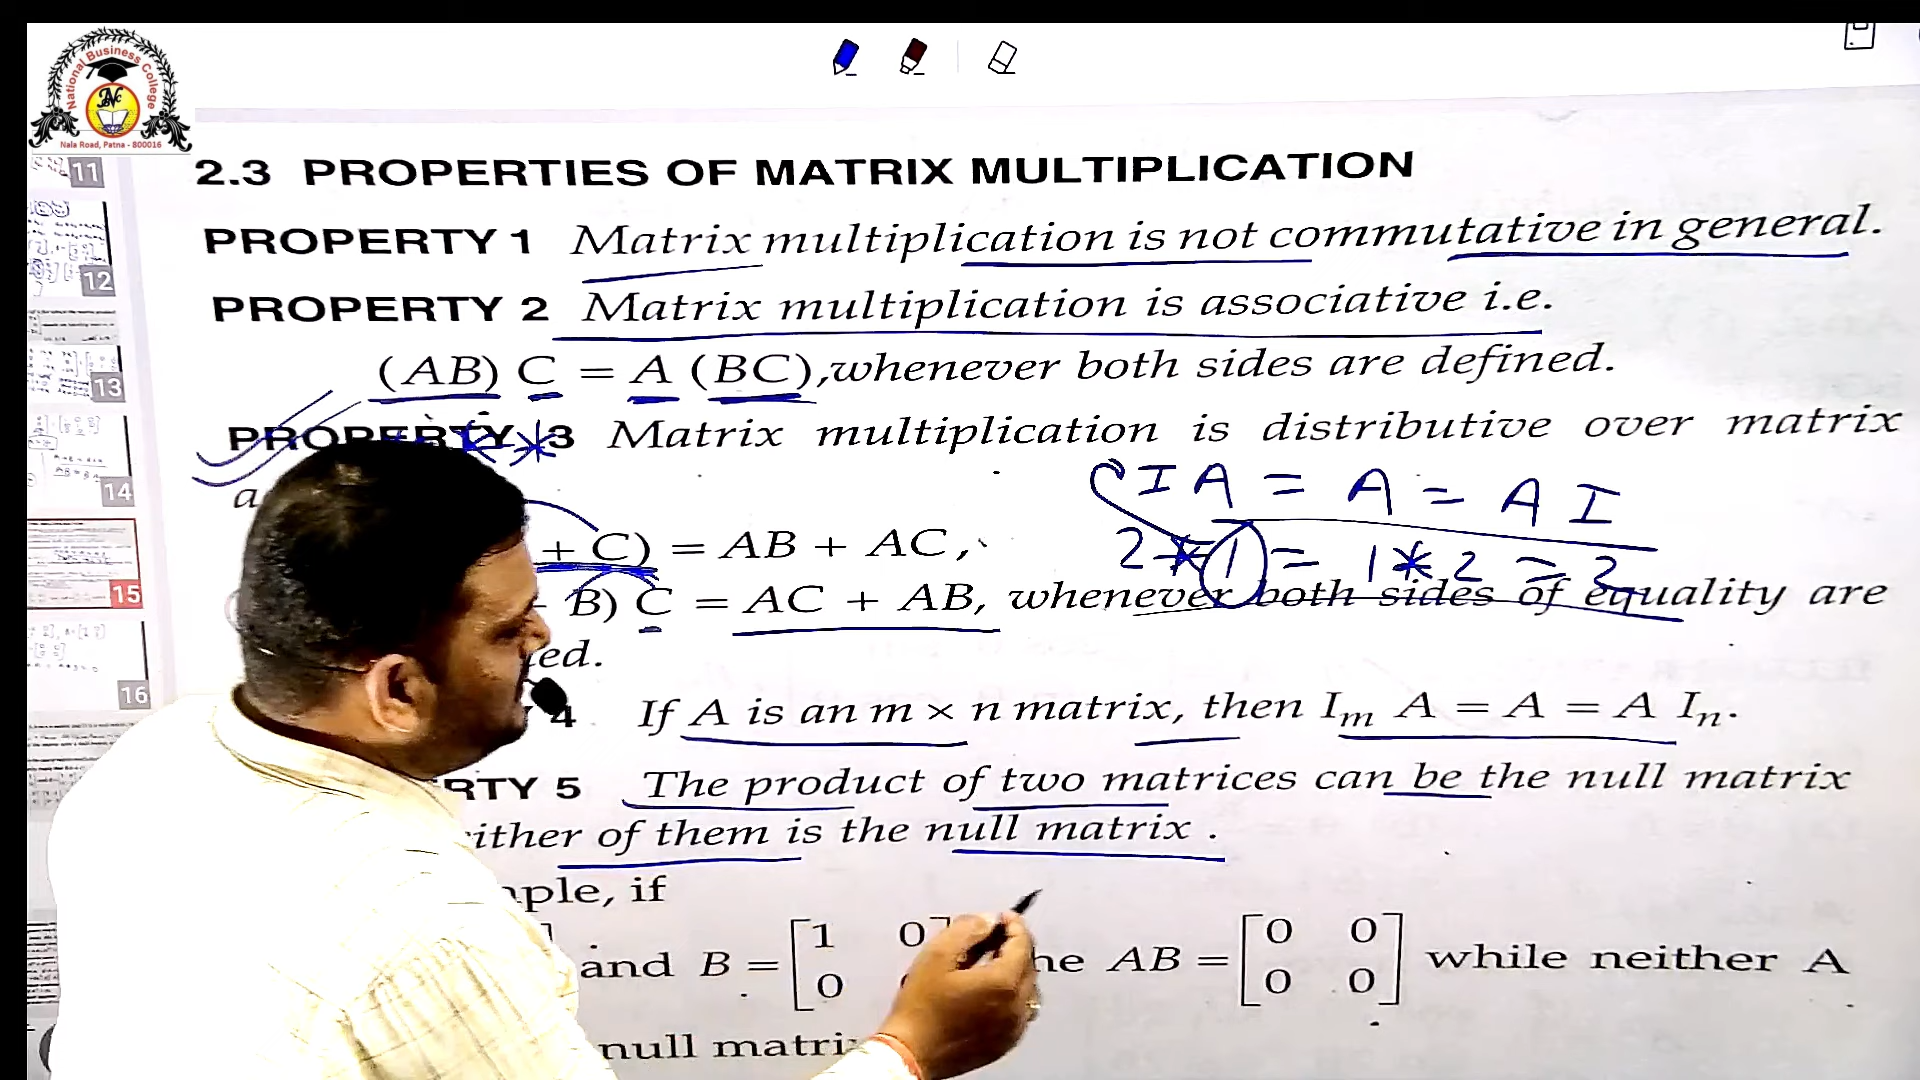 National Business College
NBC
Nala Road, Patna - 800016
11
12
13
14
15
16
2.3 PROPERTIES OF MATRIX MULTIPLICATION
PROPERTY 1 Matrix multiplication is not commutative in general.
PROPERTY 2 Matrix multiplication is associative i.e.
(AB) C = A (BC), whenever both sides are defined.
PROPERTY 3 Matrix multiplication is distributive over matrix
a
I A = A = A I
+ C) = AB + AC,
2 * 1 = 1 * 2 = 2
B) C = AC + AB, whenever both sides of equality are
ed.
4 If A is an m × n matrix, then Im A = A = A In.
RTY 5 The product of two matrices can be the null matrix
ither of them is the null matrix .
mple, if
and B = [1 0 he AB = [0 0 while neither A
0 0 0]
null matri